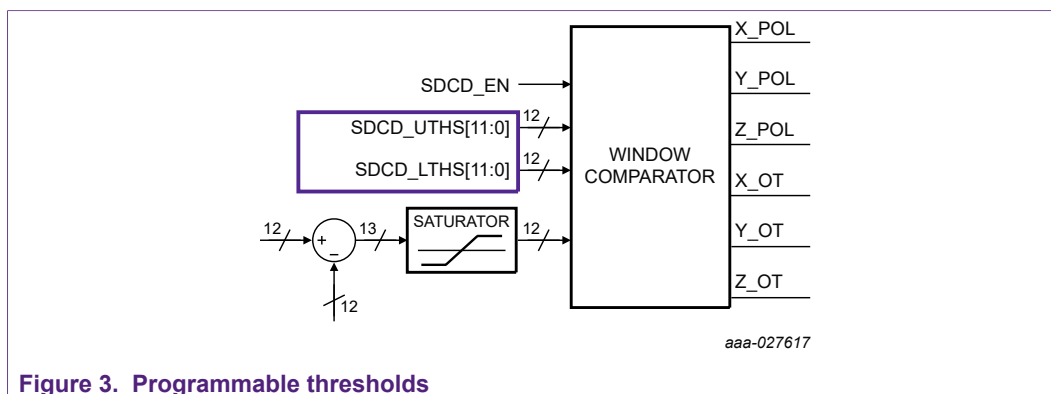 X_POL
SDCD_EN
Y_POL
SDCD_UTHS[11:0]
12
Z_POL
SDCD_LTHS[11:0]
12
WINDOW
COMPARATOR
X_OT
12
+
−
13
SATURATOR
12
Y_OT
12
Z_OT
aaa-027617
Figure 3. Programmable thresholds